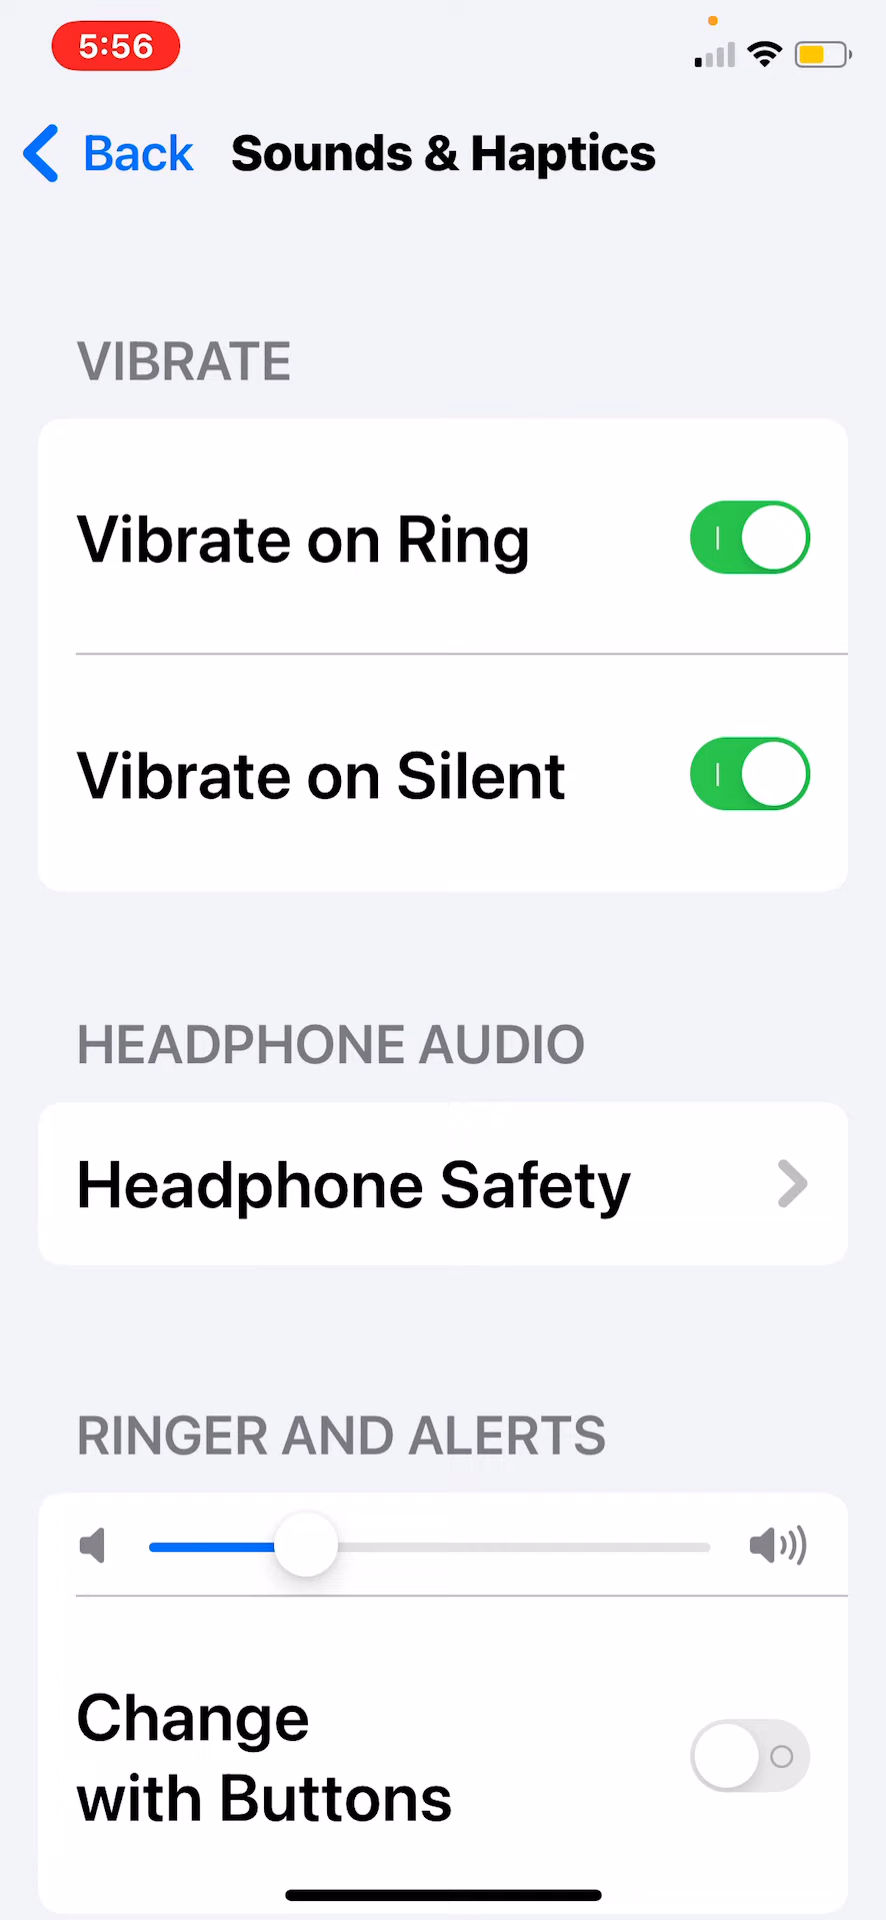 5:56
Back Sounds & Haptics
VIBRATE
Vibrate on Ring
Vibrate on Silent
HEADPHONE AUDIO
Headphone Safety
RINGER AND ALERTS
Change
with Buttons